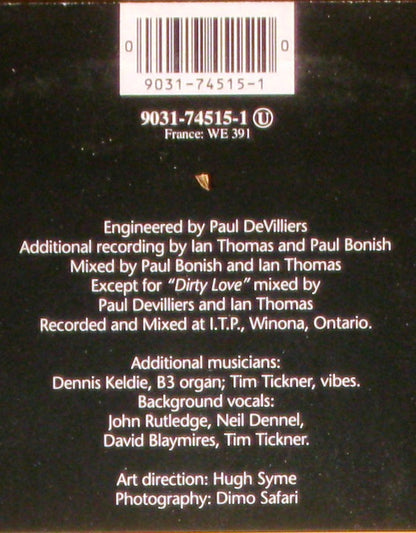 0 0
9031-74515-1
9031-74515-1 Ⓤ
France: WE 391
Engineered by Paul DeVilliers
Additional recording by Ian Thomas and Paul Bonish
Mixed by Paul Bonish and Ian Thomas
Except for “Dirty Love” mixed by
Paul Devilliers and Ian Thomas
Recorded and Mixed at I.T.P., Winona, Ontario.
Additional musicians:
Dennis Keldie, B3 organ; Tim Tickner, vibes.
Background vocals:
John Rutledge, Neil Dennel,
David Blaymires, Tim Tickner.
Art direction: Hugh Syme
Photography: Dimo Safari